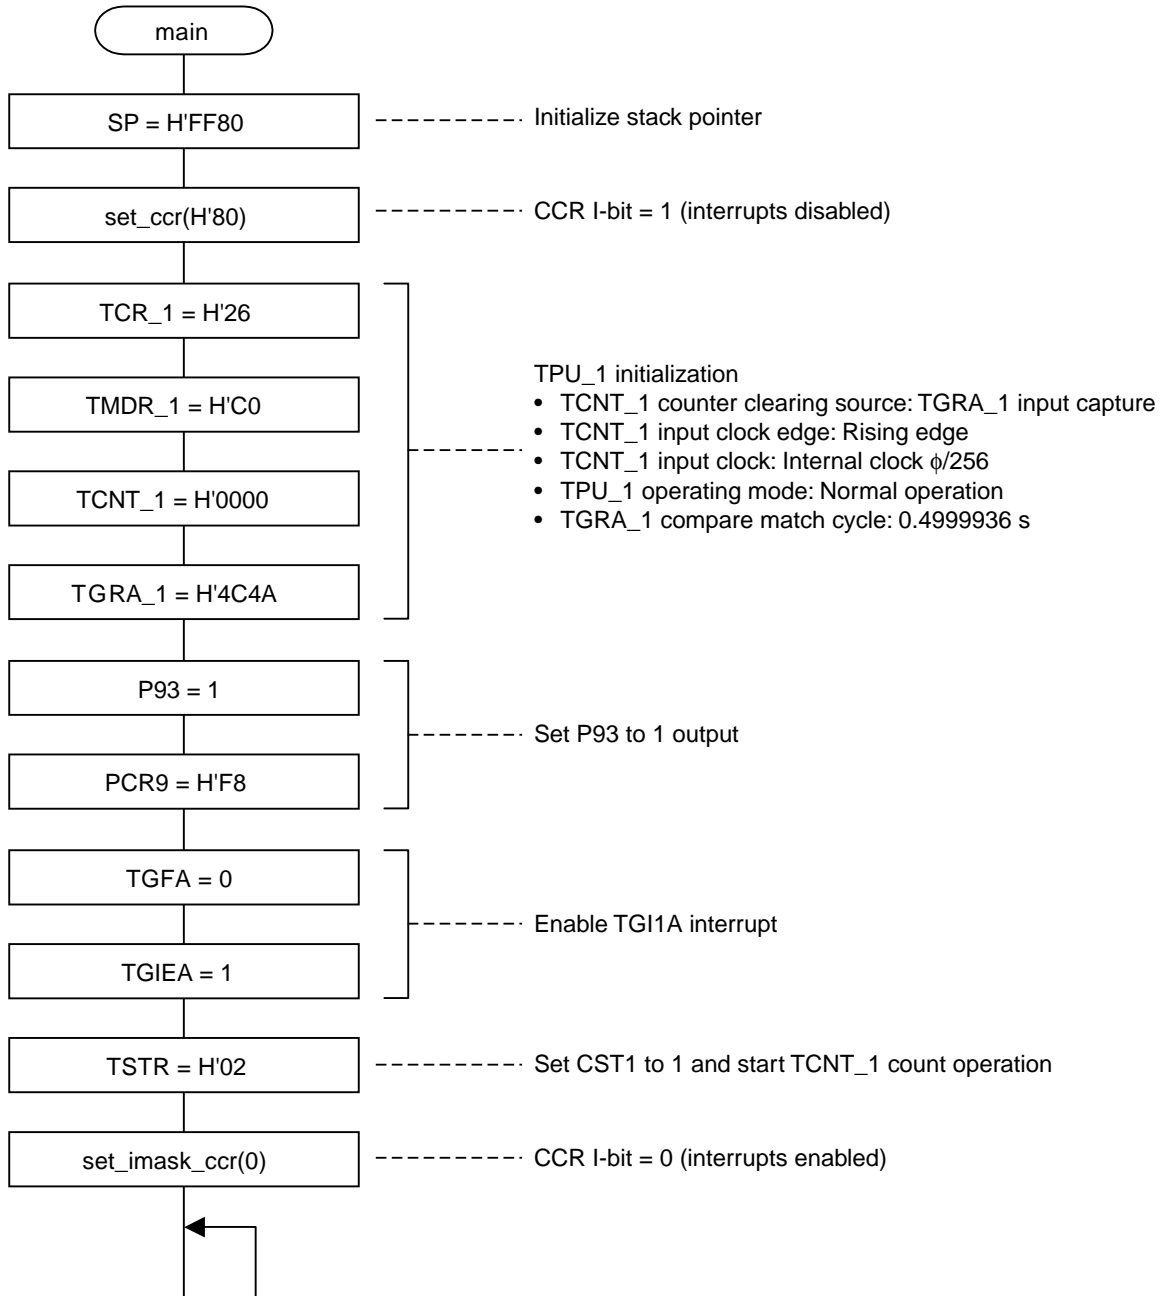 main
SP = H'FF80
Initialize stack pointer
set_ccr(H'80)
CCR I-bit = 1 (interrupts disabled)
TCR_1 = H'26
TMDR_1 = H'C0
TCNT_1 = H'0000
TGRA_1 = H'4C4A
TPU_1 initialization
• TCNT_1 counter clearing source: TGRA_1 input capture
• TCNT_1 input clock edge: Rising edge
• TCNT_1 input clock: Internal clock ϕ/256
• TPU_1 operating mode: Normal operation
• TGRA_1 compare match cycle: 0.4999936 s
P93 = 1
PCR9 = H'F8
Set P93 to 1 output
TGFA = 0
TGIEA = 1
Enable TGI1A interrupt
TSTR = H'02
Set CST1 to 1 and start TCNT_1 count operation
set_imask_ccr(0)
CCR I-bit = 0 (interrupts enabled)